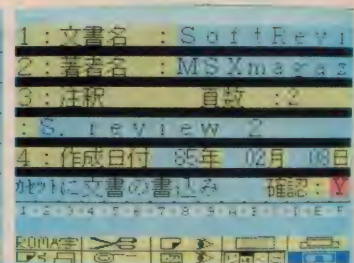 1：文書名　：ＳｏｆｔＲｅｖｉ
2：著者名　：ＭＳＸｍａｇａｚ
3：注釈　　頁数　：2
：Ｓ．ｒｅｖｉｅｗ　2
4：作成日付　85年　02月　08日
ｶｾｯﾄに文書の書込み　確認：Y
1・2・3・4・5・6・7・8・9・A・B・C・D・E・F
ROMA字